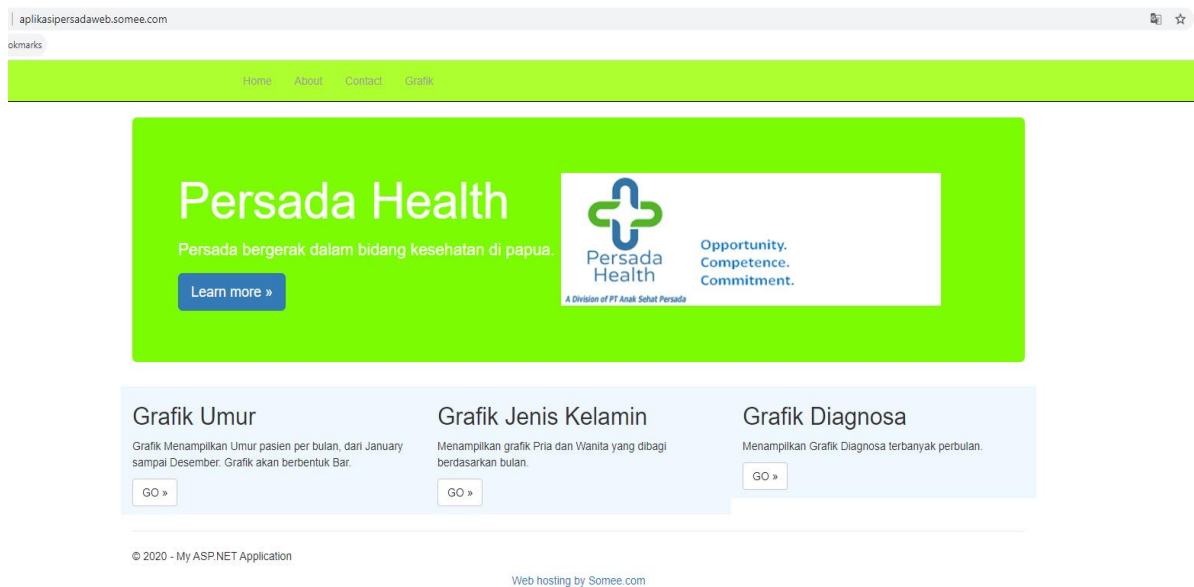 aplikasipersadaweb.somee.com
okmarks
Home About Contact Grafik
Persada Health
Persada bergerak dalam bidang kesehatan di papua.
Learn more »
Persada
Health
A Division of PT Anak Sehat Persada
Opportunity.
Competence.
Commitment.
Grafik Umur
Grafik Menampilkan Umur pasien per bulan, dari January
sampai Desember. Grafik akan berbentuk Bar.
GO »
Grafik Jenis Kelamin
Menampilkan grafik Pria dan Wanita yang dibagi
berdasarkan bulan.
GO »
Grafik Diagnosa
Menampilkan Grafik Diagnosa terbanyak perbulan.
GO »
© 2020 - My ASP.NET Application
Web hosting by Somee.com